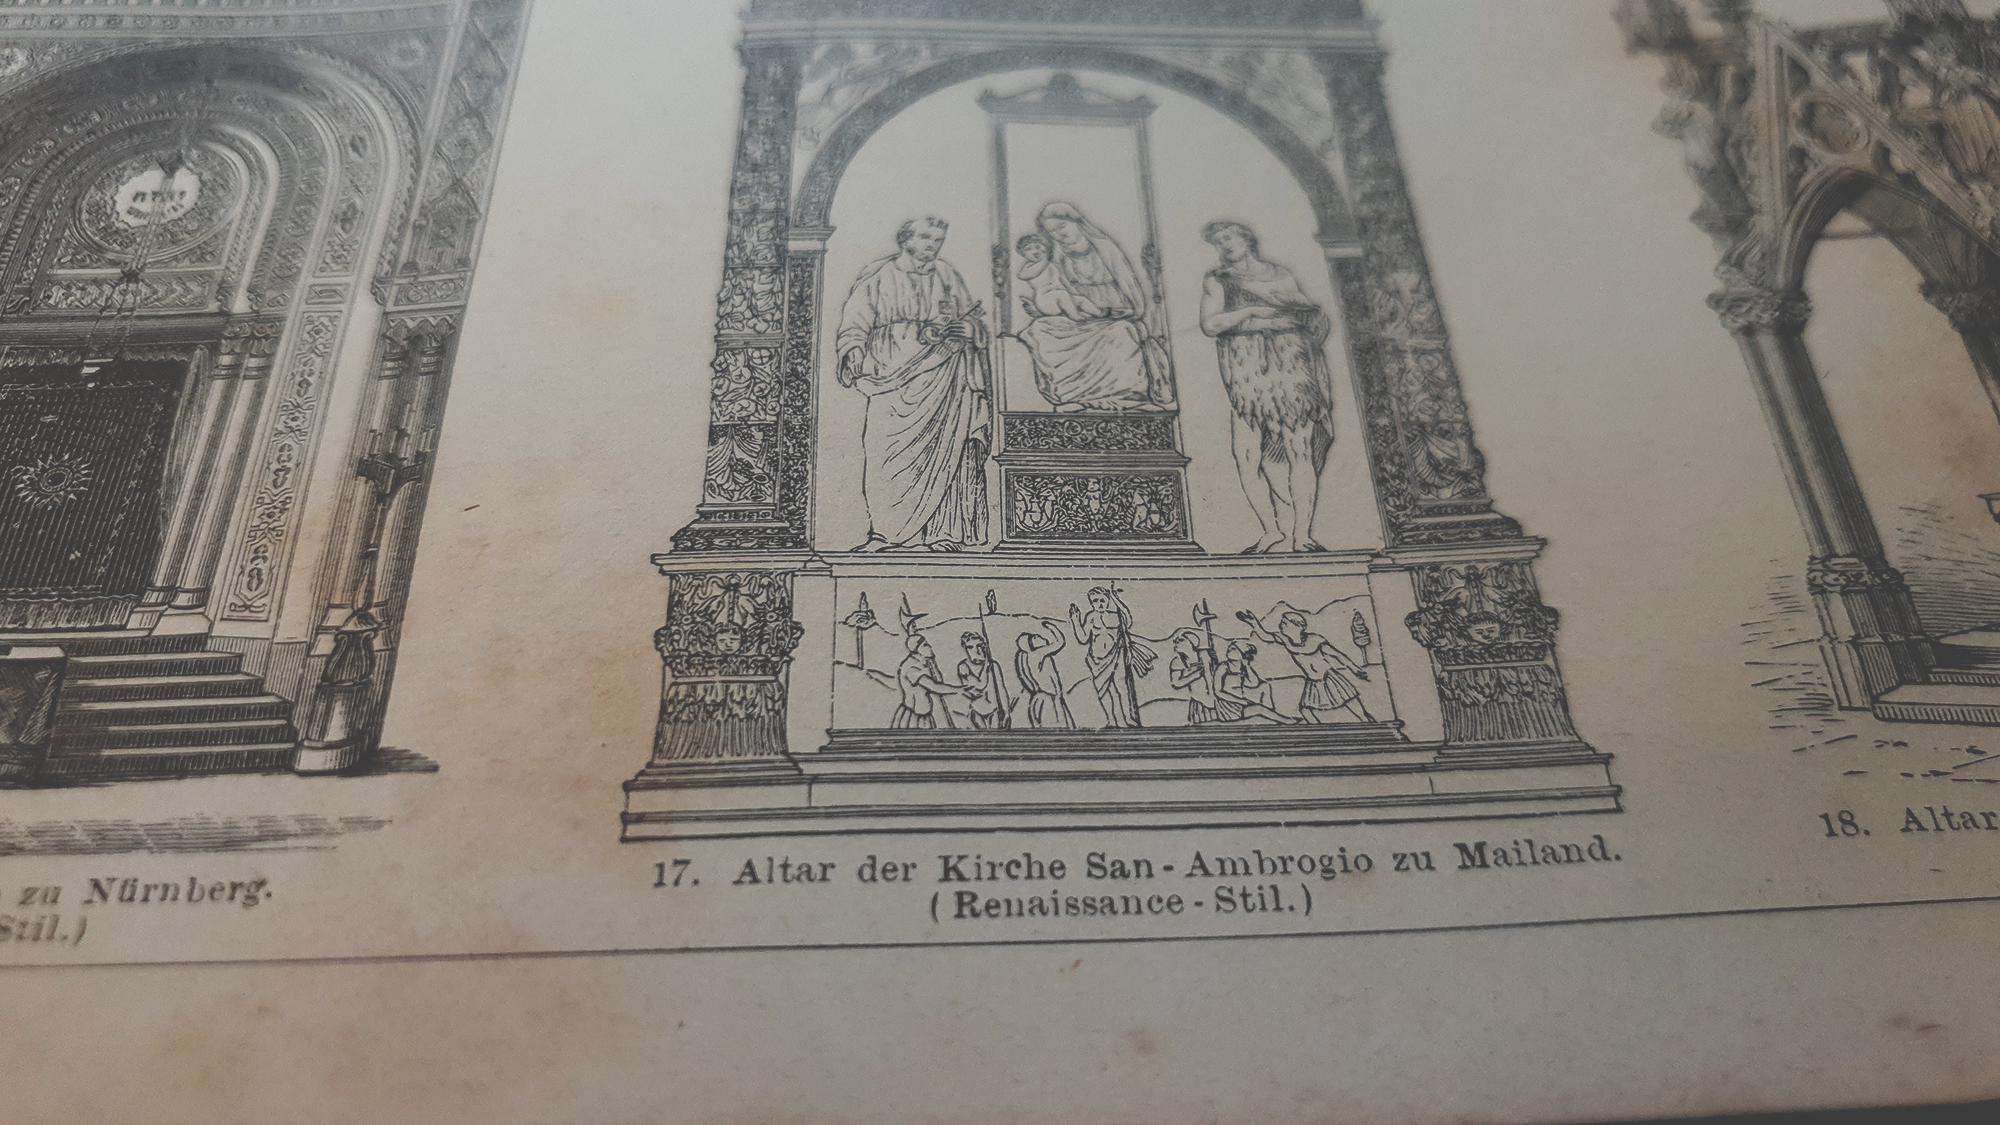 zu Nürnberg.
Stil.)
17. Altar der Kirche San-Ambrogio zu Mailand.
(Renaissance-Stil.)
18. Altar